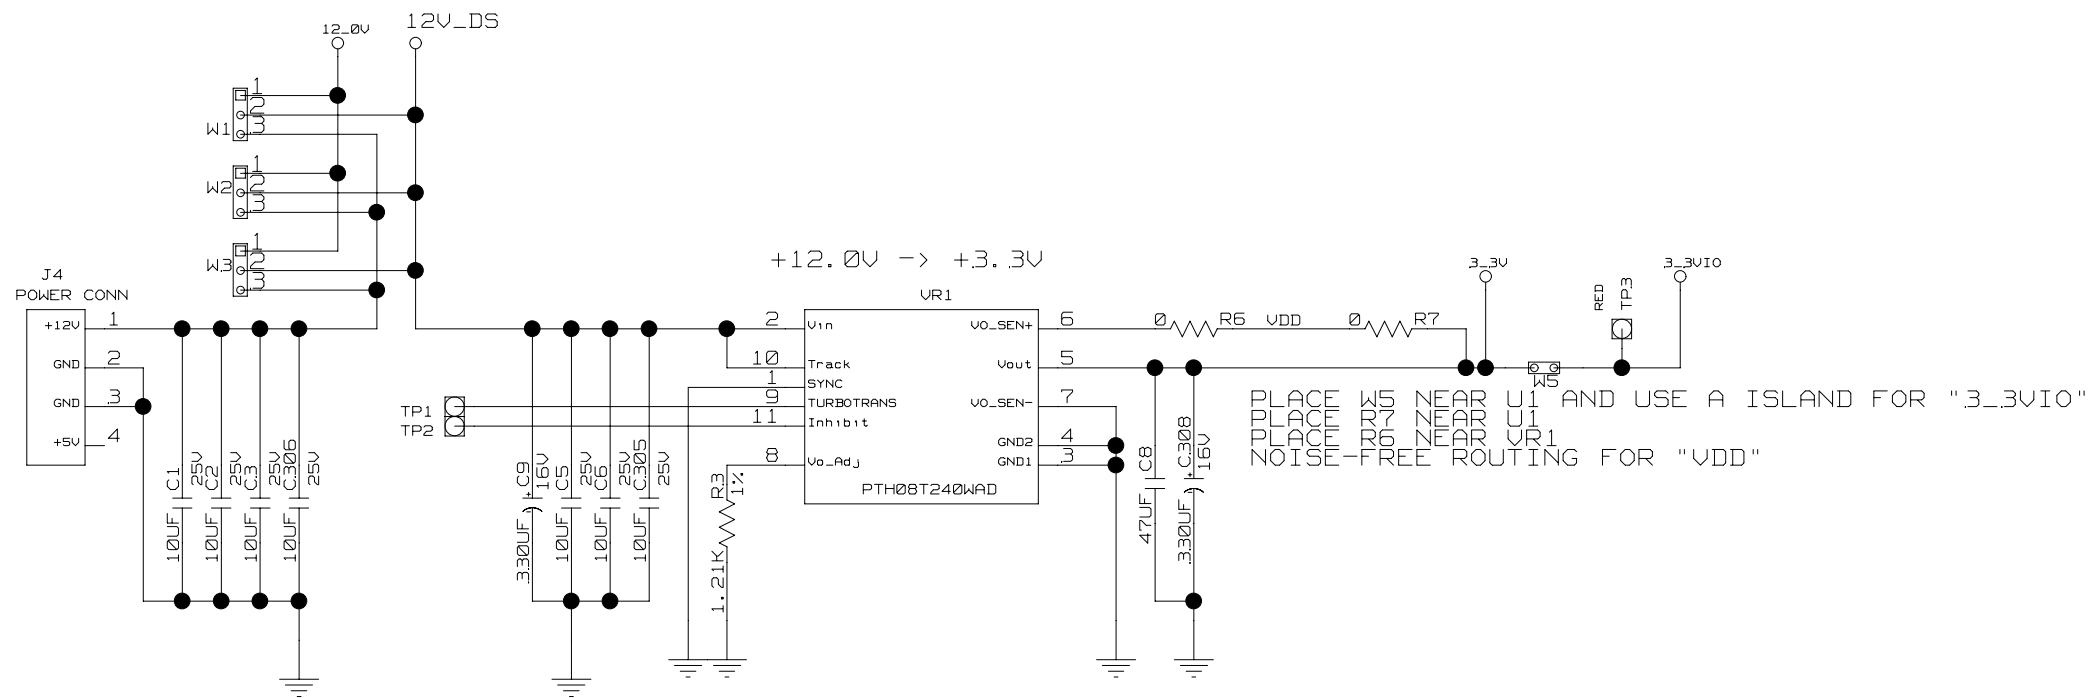 12_0V
12V_DS
1
2
3
W1
1
2
3
W2
1
2
3
W3
J4
POWER CONN
+12V 1
GND 2
GND 3
+5V 4
C1
25V
10UF
C2
25V
10UF
C3
25V
10UF
C306
25V
10UF
TP1
TP2
C9
16V
+
330UF
C5
25V
10UF
C6
25V
10UF
C305
25V
10UF
R3
1%
1.21K
+12.0V -> +3.3V
VR1
2 Vin
10 Track
1 SYNC
9 TURBOTRANS
11 Inhibit
8 Vo_Adj
VO_SEN+ 6
Vout 5
VO_SEN- 7
GND2 4
GND1 3
PTH08T240WAD
0 R6 VDD 0 R7
C8
47UF
C308
16V
+
330UF
3_3V
W5
RED
TP3
3_3VIO
PLACE W5 NEAR U1 AND USE A ISLAND FOR "3_3VIO"
PLACE R7 NEAR U1
PLACE R6 NEAR VR1
NOISE-FREE ROUTING FOR "VDD"